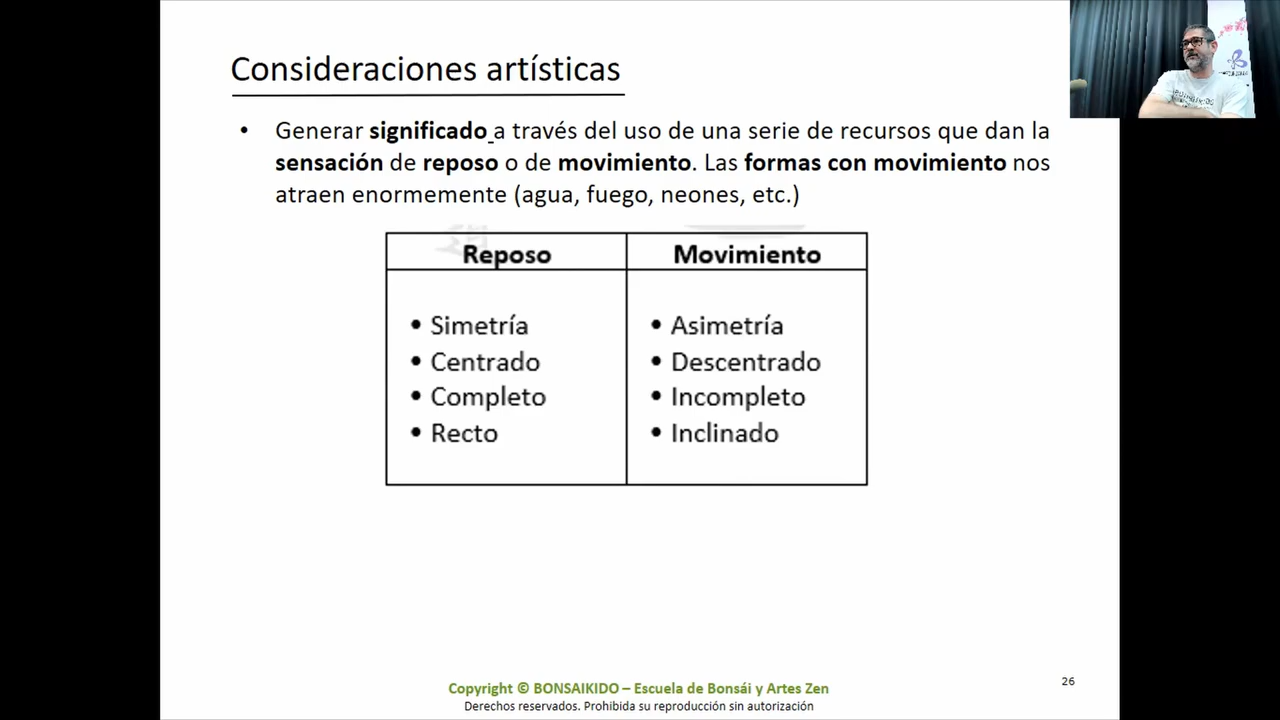 Consideraciones artísticas
• Generar significado a través del uso de una serie de recursos que dan la
sensación de reposo o de movimiento. Las formas con movimiento nos
atraen enormemente (agua, fuego, neones, etc.)
Reposo
Movimiento
• Simetría
• Centrado
• Completo
• Recto
• Asimetría
• Descentrado
• Incompleto
• Inclinado
Copyright © BONSAIKIDO – Escuela de Bonsái y Artes Zen
Derechos reservados. Prohibida su reproducción sin autorización
26